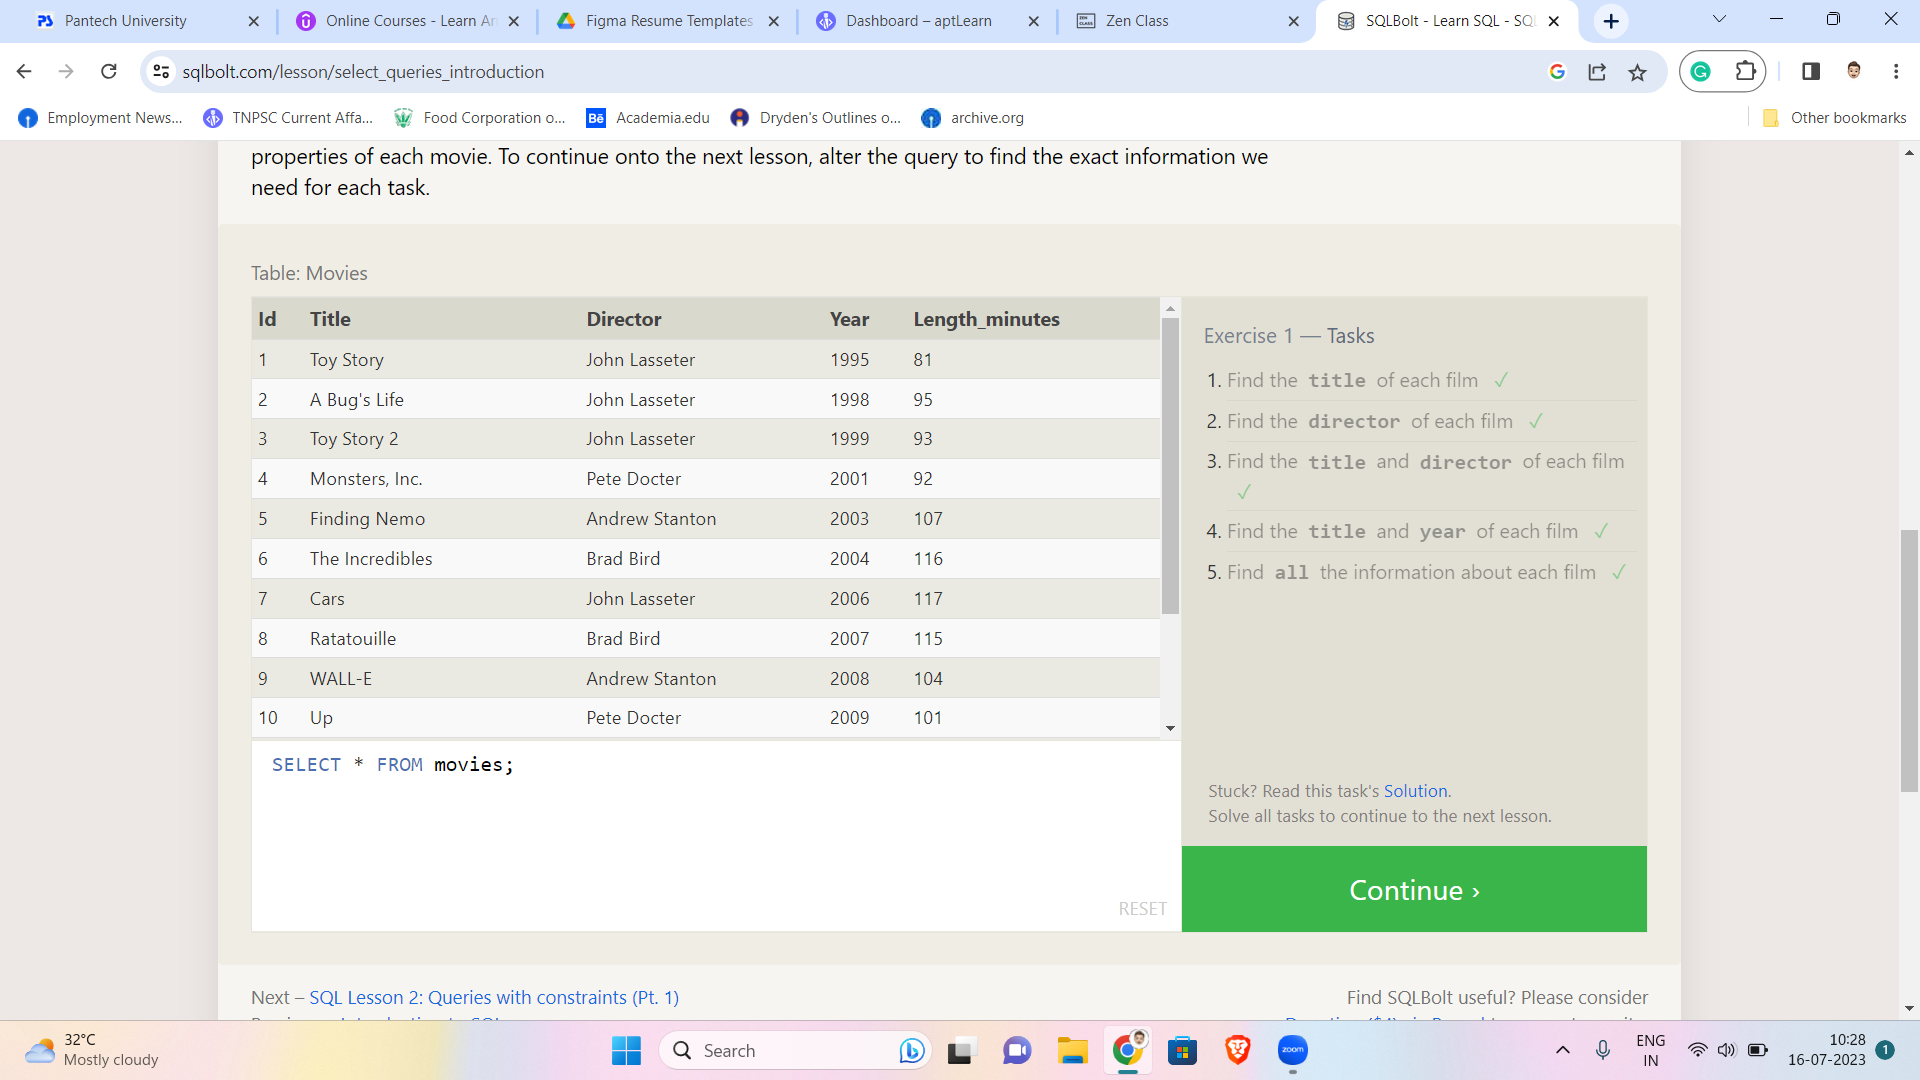 Pantech University
Online Courses - Learn An
Figma Resume Templates
Dashboard – aptLearn
Zen Class
SQLBolt - Learn SQL - SQL
sqlbolt.com/lesson/select_queries_introduction
Employment News...
TNPSC Current Affa...
Food Corporation o...
Academia.edu
Dryden's Outlines o...
archive.org
Other bookmarks
properties of each movie. To continue onto the next lesson, alter the query to find the exact information we
need for each task.
Table: Movies
Id Title Director Year Length_minutes
1 Toy Story John Lasseter 1995 81
2 A Bug's Life John Lasseter 1998 95
3 Toy Story 2 John Lasseter 1999 93
4 Monsters, Inc. Pete Docter 2001 92
5 Finding Nemo Andrew Stanton 2003 107
6 The Incredibles Brad Bird 2004 116
7 Cars John Lasseter 2006 117
8 Ratatouille Brad Bird 2007 115
9 WALL-E Andrew Stanton 2008 104
10 Up Pete Docter 2009 101
SELECT * FROM movies;
RESET
Exercise 1 — Tasks
1. Find the title of each film ✓
2. Find the director of each film ✓
3. Find the title and director of each film
✓
4. Find the title and year of each film ✓
5. Find all the information about each film ✓
Stuck? Read this task's Solution.
Solve all tasks to continue to the next lesson.
Continue ›
Next – SQL Lesson 2: Queries with constraints (Pt. 1)
Find SQLBolt useful? Please consider
32°C
Mostly cloudy
Search
zoom
ENG
IN
10:28
16-07-2023
1